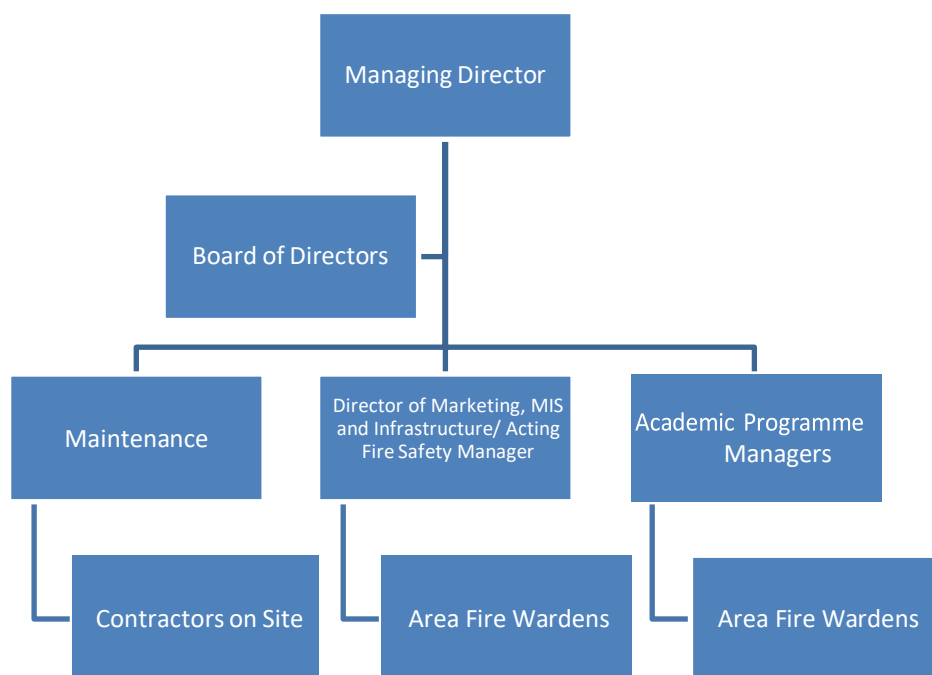 Managing Director
Board of Directors
Maintenance
Director of Marketing, MIS
and Infrastructure/ Acting
Fire Safety Manager
Academic Programme
Managers
Contractors on Site
Area Fire Wardens
Area Fire Wardens